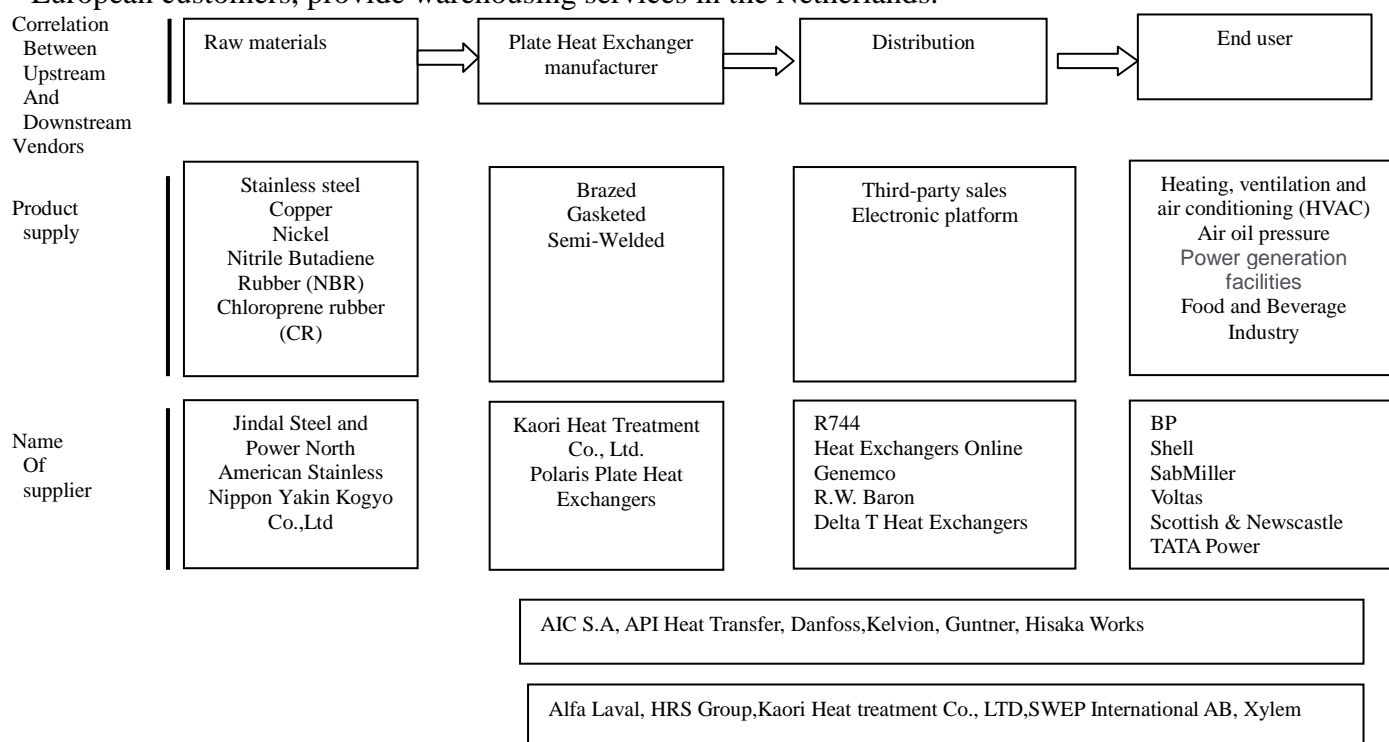 European customers, provide warehousing services in the Netherlands.
Correlation
Between
Upstream
And
Downstream
Vendors
Raw materials
Plate Heat Exchanger
manufacturer
Distribution
End user
Product
supply
Stainless steel
Copper
Nickel
Nitrile Butadiene
Rubber (NBR)
Chloroprene rubber
(CR)
Brazed
Gasketed
Semi-Welded
Third-party sales
Electronic platform
Heating, ventilation and
air conditioning (HVAC)
Air oil pressure
Power generation
facilities
Food and Beverage
Industry
Name
Of
supplier
Jindal Steel and
Power North
American Stainless
Nippon Yakin Kogyo
Co.,Ltd
Kaori Heat Treatment
Co., Ltd.
Polaris Plate Heat
Exchangers
R744
Heat Exchangers Online
Genemco
R.W. Baron
Delta T Heat Exchangers
BP
Shell
SabMiller
Voltas
Scottish & Newscastle
TATA Power
AIC S.A, API Heat Transfer, Danfoss,Kelvion, Guntner, Hisaka Works
Alfa Laval, HRS Group,Kaori Heat treatment Co., LTD,SWEP International AB, Xylem